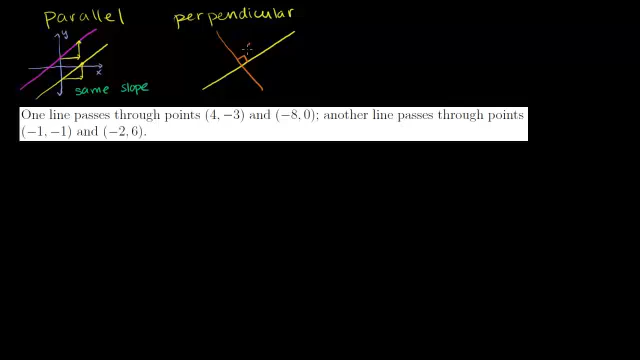 Parallel
perpendicular
y
x
same slope
One line passes through points (4, −3) and (−8, 0); another line passes through points
(−1, −1) and (−2, 6).